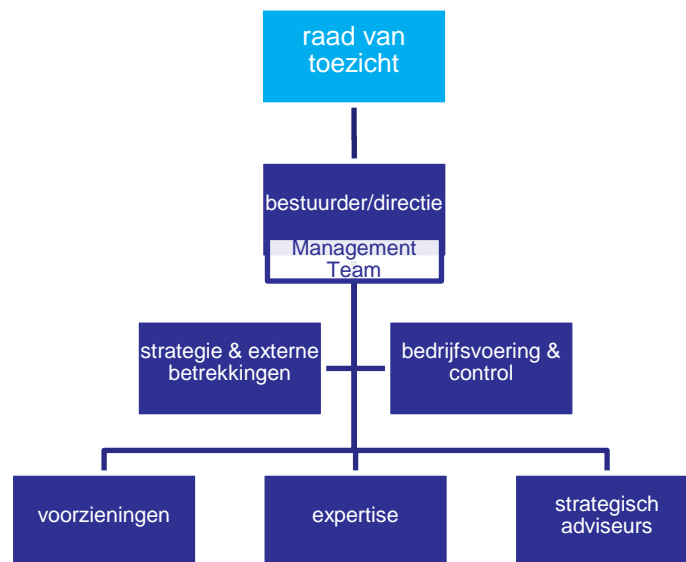 raad van
toezicht
bestuurder/directie
Management
Team
strategie & externe
betrekkingen
bedrijfsvoering &
control
voorzieningen
expertise
strategisch
adviseurs